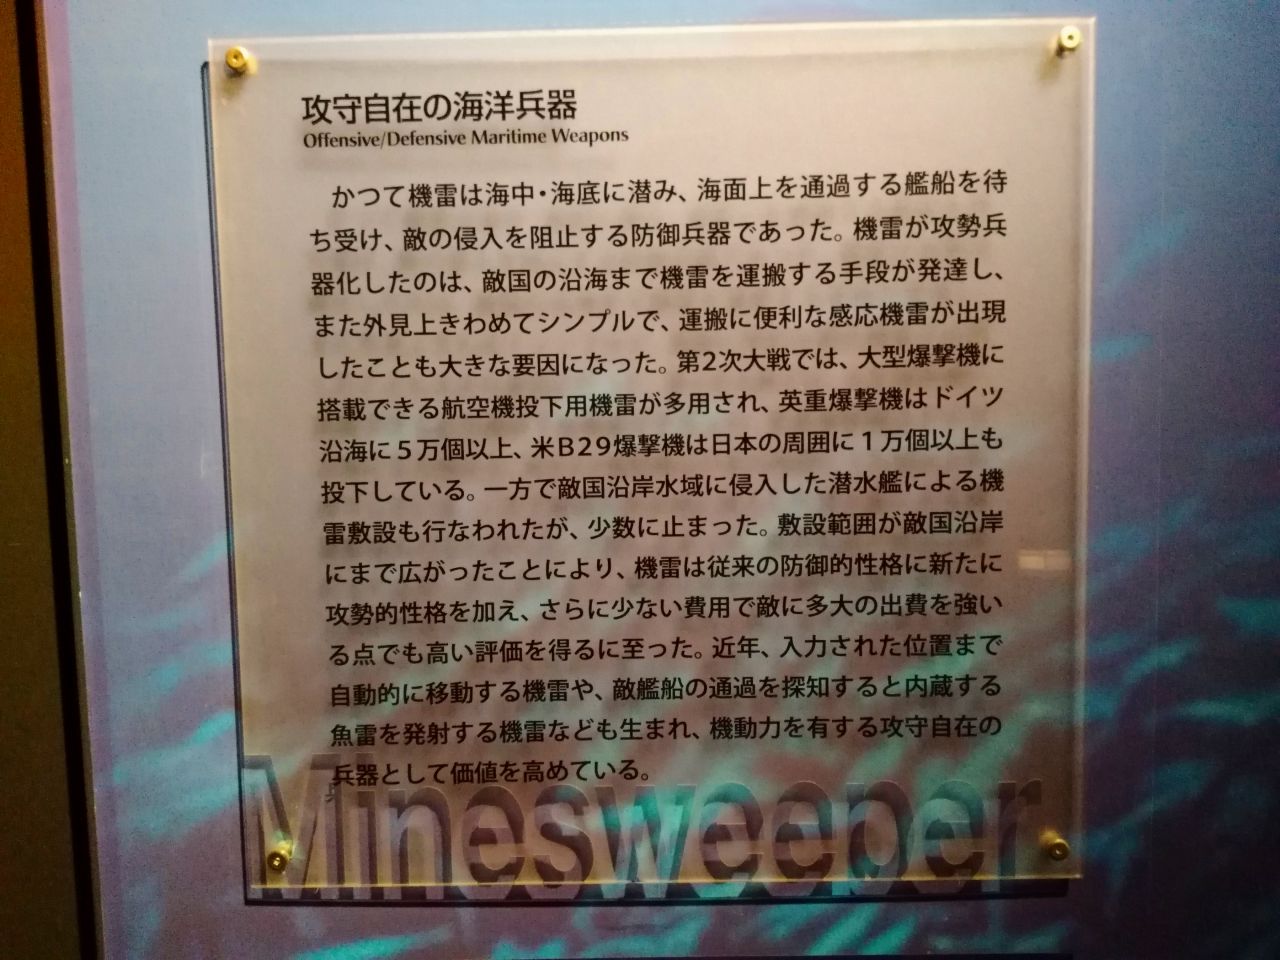 攻守自在の海洋兵器
Offensive/Defensive Maritime Weapons
かつて機雷は海中・海底に潜み、海面上を通過する艦船を待
ち受け、敵の侵入を阻止する防御兵器であった。機雷が攻勢兵
器化したのは、敵国の沿海まで機雷を運搬する手段が発達し、
また外見上きわめてシンプルで、運搬に便利な感応機雷が出現
したことも大きな要因になった。第2次大戦では、大型爆撃機に
搭載できる航空機投下用機雷が多用され、英重爆撃機はドイツ
沿海に5万個以上、米B29爆撃機は日本の周囲に1万個以上も
投下している。一方で敵国沿岸水域に侵入した潜水艦による機
雷敷設も行なわれたが、少数に止まった。敷設範囲が敵国沿岸
にまで広がったことにより、機雷は従来の防御的性格に新たに
攻勢的性格を加え、さらに少ない費用で敵に多大の出費を強い
る点でも高い評価を得るに至った。近年、入力された位置まで
自動的に移動する機雷や、敵艦船の通過を探知すると内蔵する
魚雷を発射する機雷なども生まれ、機動力を有する攻守自在の
兵器として価値を高めている。
Minesweeper